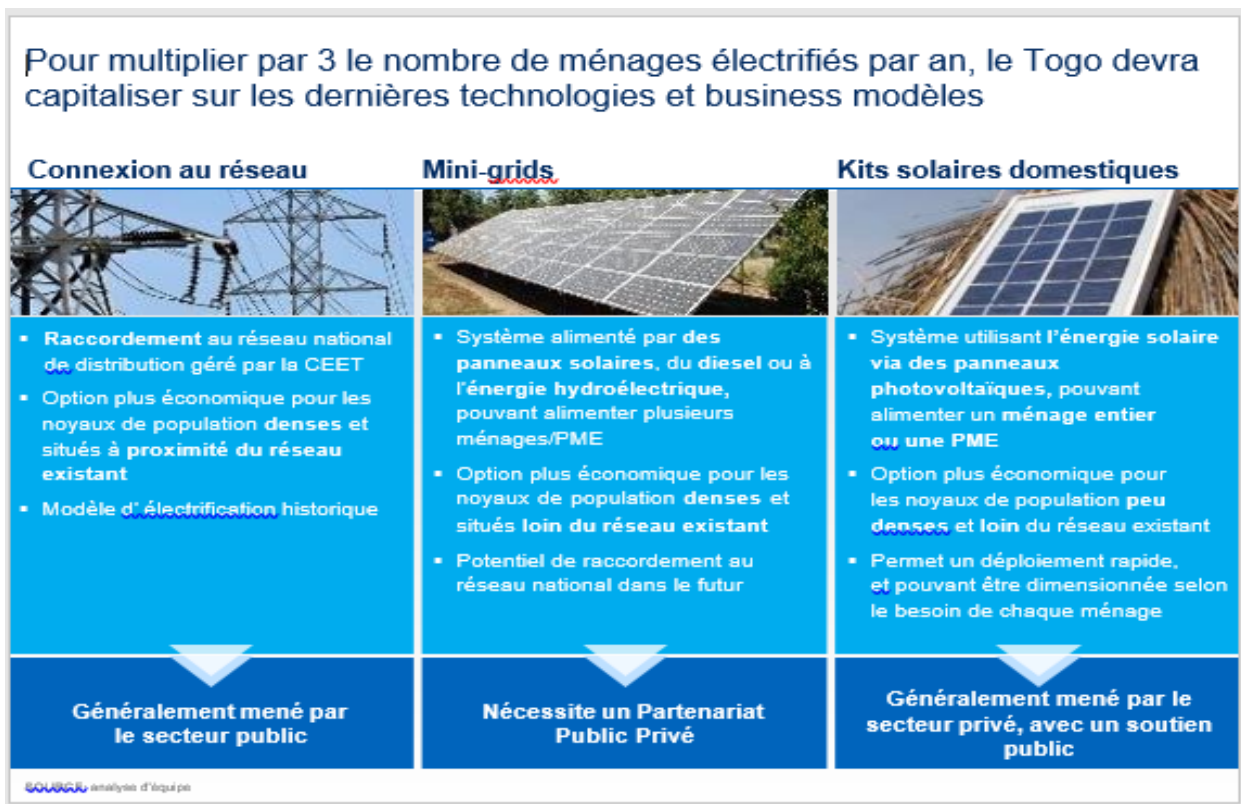 Pour multiplier par 3 le nombre de ménages électrifiés par an, le Togo devra
capitaliser sur les dernières technologies et business modèles
Connexion au réseau
▪ Raccordement au réseau national
de distribution géré par la CEET
▪ Option plus économique pour les
noyaux de population denses et
situés à proximité du réseau
existant
▪ Modèle d' électrification historique
Généralement mené par
le secteur public
Mini-grids
▪ Système alimenté par des
panneaux solaires, du diesel ou à
l'énergie hydroélectrique,
pouvant alimenter plusieurs
ménages/PME
▪ Option plus économique pour les
noyaux de population denses et
situés loin du réseau existant
▪ Potentiel de raccordement au
réseau national dans le futur
Nécessite un Partenariat
Public Privé
Kits solaires domestiques
▪ Système utilisant l'énergie solaire
via des panneaux
photovoltaïques, pouvant
alimenter un ménage entier
ou une PME
▪ Option plus économique pour
les noyaux de population peu
denses et loin du réseau existant
▪ Permet un déploiement rapide,
et pouvant être dimensionnée selon
le besoin de chaque ménage
Généralement mené par le
secteur privé, avec un soutien
public
SOURCE: analyse d'équipe